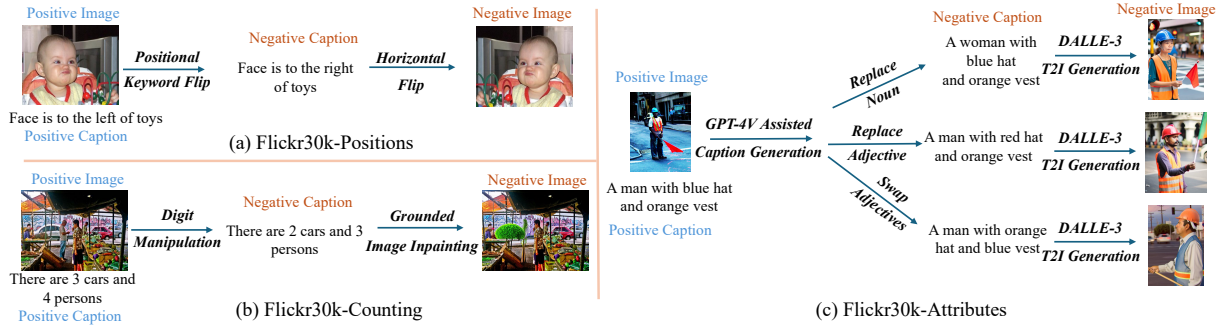 Positive Image
Negative Image
Negative Caption
Positional
Keyword Flip
Face is to the right
of toys
Horizontal
Flip
Face is to the left of toys
Positive Caption
(a) Flickr30k-Positions
Positive Image
Negative Image
Negative Caption
Digit
Manipulation
There are 2 cars and 3
persons
Grounded
Image Inpainting
There are 3 cars and
4 persons
Positive Caption
(b) Flickr30k-Counting
Negative Caption
Negative Image
Positive Image
A man with blue hat
and orange vest
Positive Caption
GPT-4V Assisted
Caption Generation
Replace
Noun
A woman with
blue hat
and orange vest
DALLE-3
T2I Generation
Replace
Adjective
A man with red hat
and orange vest
DALLE-3
T2I Generation
Swap
Adjectives
A man with orange
hat and blue vest
DALLE-3
T2I Generation
(c) Flickr30k-Attributes